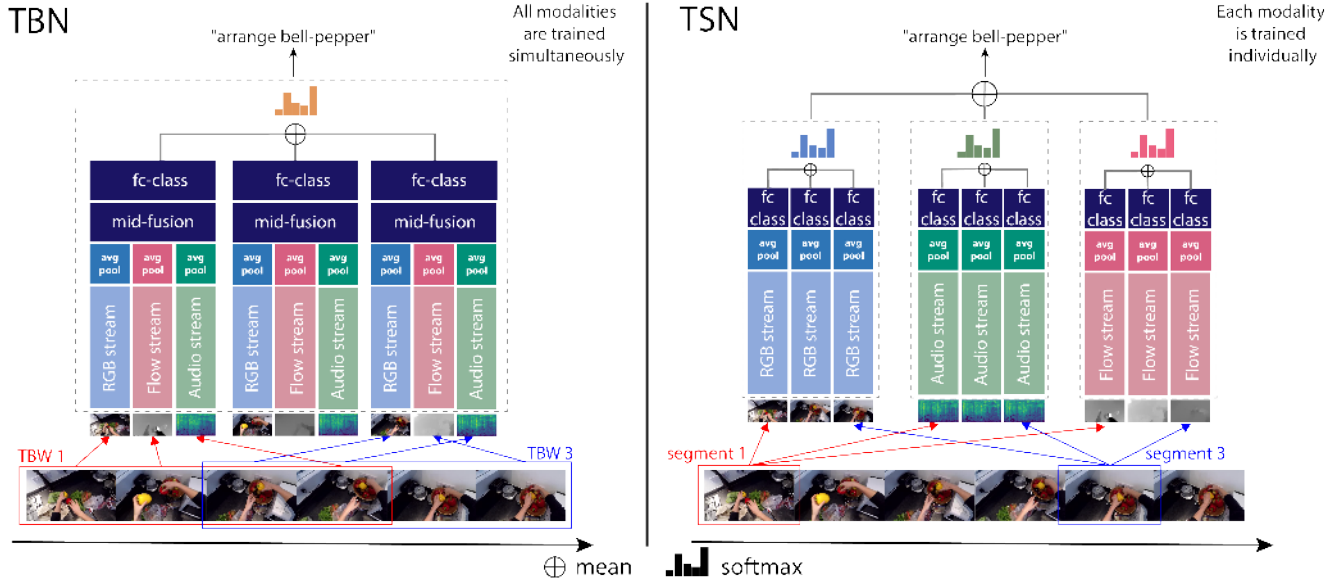 TBN
All modalities
are trained
simultaneously
"arrange bell-pepper"
fc-class
fc-class
fc-class
mid-fusion
mid-fusion
mid-fusion
avg
pool
avg
pool
avg
pool
avg
pool
avg
pool
avg
pool
avg
pool
avg
pool
avg
pool
RGB stream
Flow stream
Audio stream
RGB stream
Flow stream
Audio stream
RGB stream
Flow stream
Audio stream
TBW 1
TBW 3
TSN
Each modality
is trained
individually
"arrange bell-pepper"
fc
class
fc
class
fc
class
fc
class
fc
class
fc
class
fc
class
fc
class
fc
class
avg
pool
avg
pool
avg
pool
avg
pool
avg
pool
avg
pool
avg
pool
avg
pool
avg
pool
RGB stream
RGB stream
RGB stream
Audio stream
Audio stream
Audio stream
Flow stream
Flow stream
Flow stream
segment 1
segment 3
mean
softmax